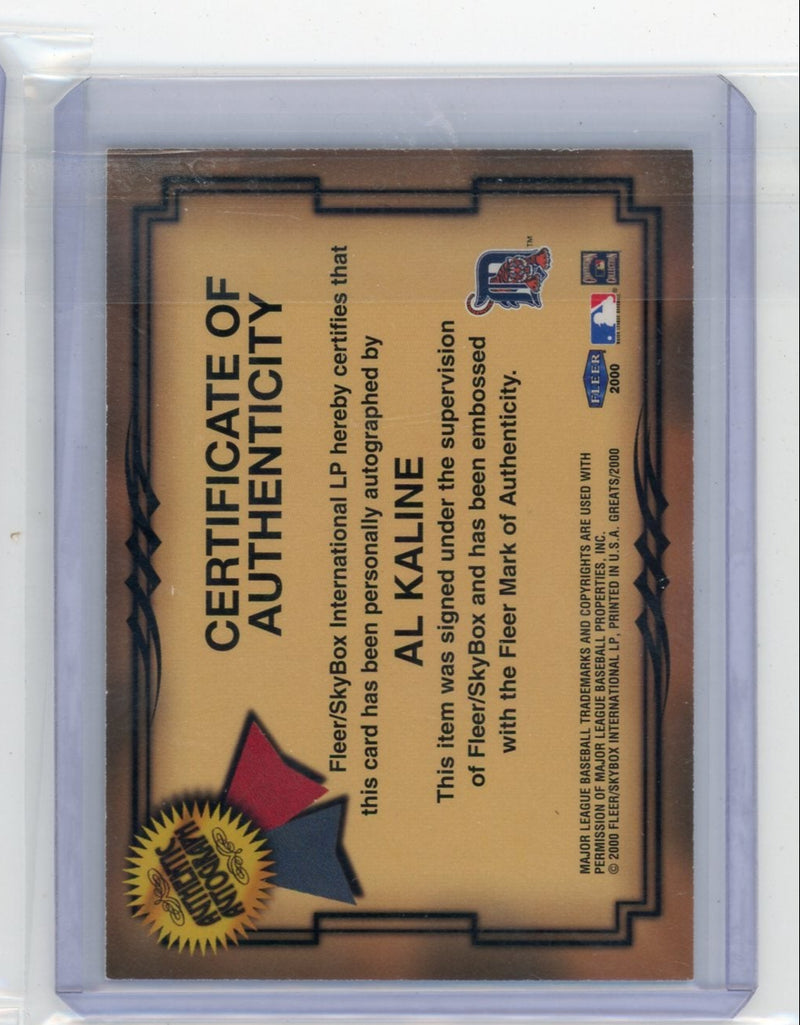 CERTIFICATE OF
AUTHENTICITY
Fleer/SkyBox International LP hereby certifies that
this card has been personally autographed by
AL KALINE
This item was signed under the supervision
of Fleer/SkyBox and has been embossed
with the Fleer Mark of Authenticity.
AUTHENTIC
AUTOGRAPH
TM
FLEER
2000
MAJOR LEAGUE BASEBALL TRADEMARKS AND COPYRIGHTS ARE USED WITH
PERMISSION OF MAJOR LEAGUE BASEBALL PROPERTIES, INC.
© 2000 FLEER/SKYBOX INTERNATIONAL LP, PRINTED IN U.S.A. GREATS/2000